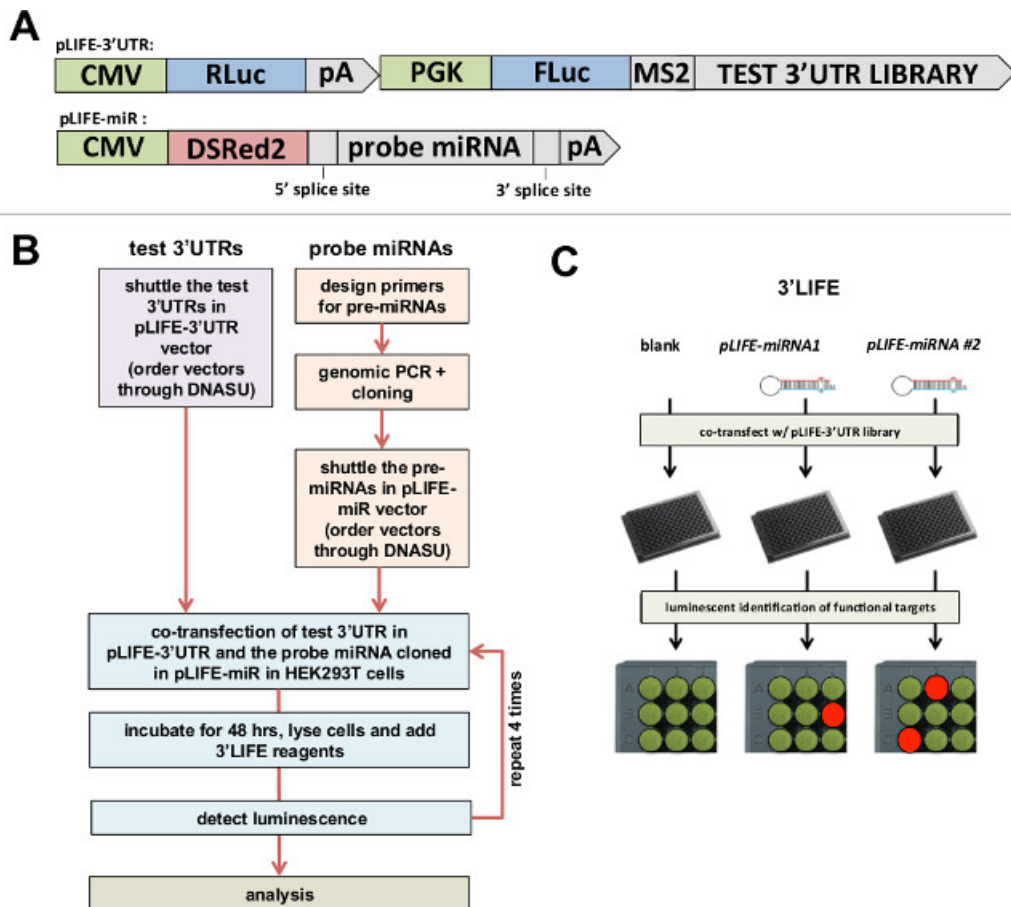 A
pLIFE-3'UTR:
CMV RLuc pA PGK FLuc MS2 TEST 3'UTR LIBRARY
pLIFE-miR :
CMV DSRed2 probe miRNA pA
5' splice site 3' splice site
B
test 3'UTRs
shuttle the test
3'UTRs in
pLIFE-3'UTR
vector
(order vectors
through DNASU)
probe miRNAs
design primers
for pre-miRNAs
genomic PCR +
cloning
shuttle the pre-
miRNAs in pLIFE-
miR vector
(order vectors
through DNASU)
co-transfection of test 3'UTR in
pLIFE-3'UTR and the probe miRNA cloned
in pLIFE-miR in HEK293T cells
incubate for 48 hrs, lyse cells and add
3'LIFE reagents
detect luminescence
repeat 4 times
analysis
C
3'LIFE
blank pLIFE-miRNA1 pLIFE-miRNA #2
co-transfect w/ pLIFE-3'UTR library
luminescent identification of functional targets
A
A
A